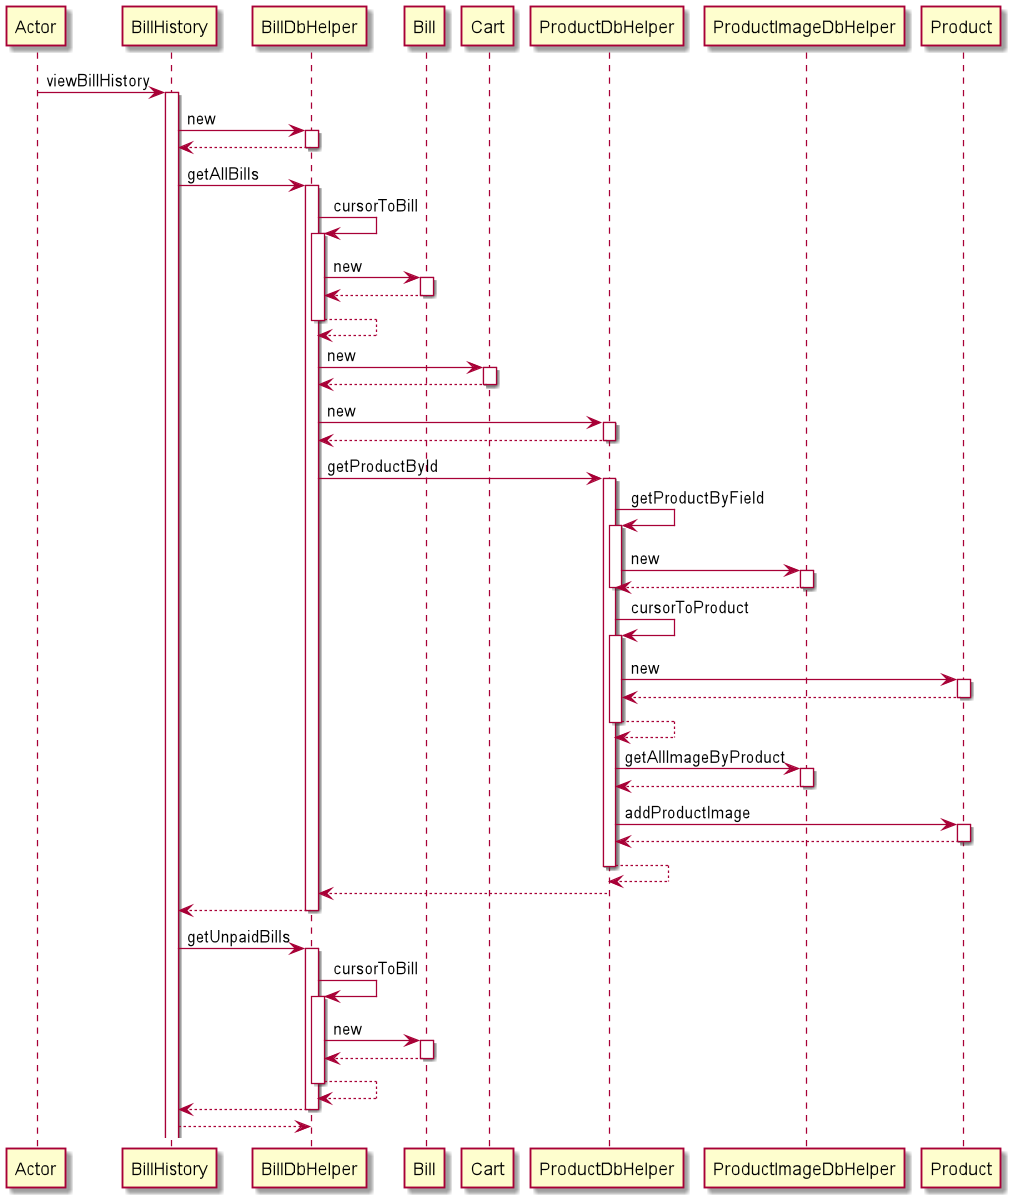 Actor BillHistory BillDbHelper Bill Cart ProductDbHelper ProductImageDbHelper Product
viewBillHistory
new
getAllBills
cursorToBill
new
new
new
getProductById
getProductByField
new
cursorToProduct
new
getAllImageByProduct
addProductImage
getUnpaidBills
cursorToBill
new
Actor BillHistory BillDbHelper Bill Cart ProductDbHelper ProductImageDbHelper Product